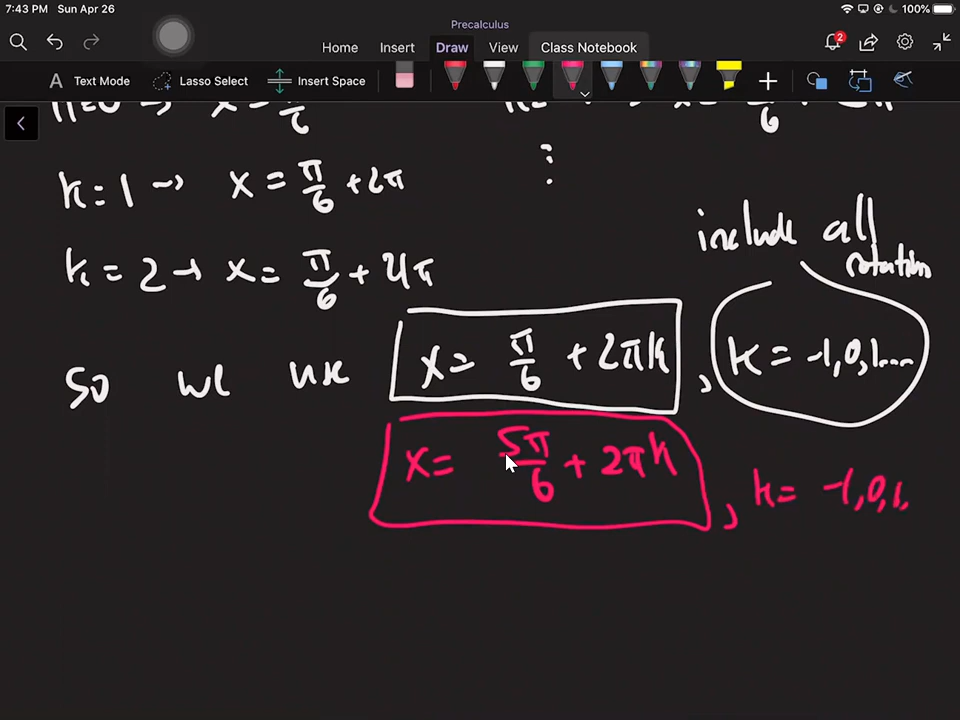 7:43 PM Sun Apr 26 100%
Precalculus
Home Insert Draw View Class Notebook 2
Text Mode Lasso Select Insert Space
k=1 → x = π/6 + 2π
⋮
k = 2 → x = π/6 + 4π
include all
rotation
So we use x = π/6 + 2πk , k = -1,0,1....
x = 5π/6 + 2πk , k = -1,0,1,